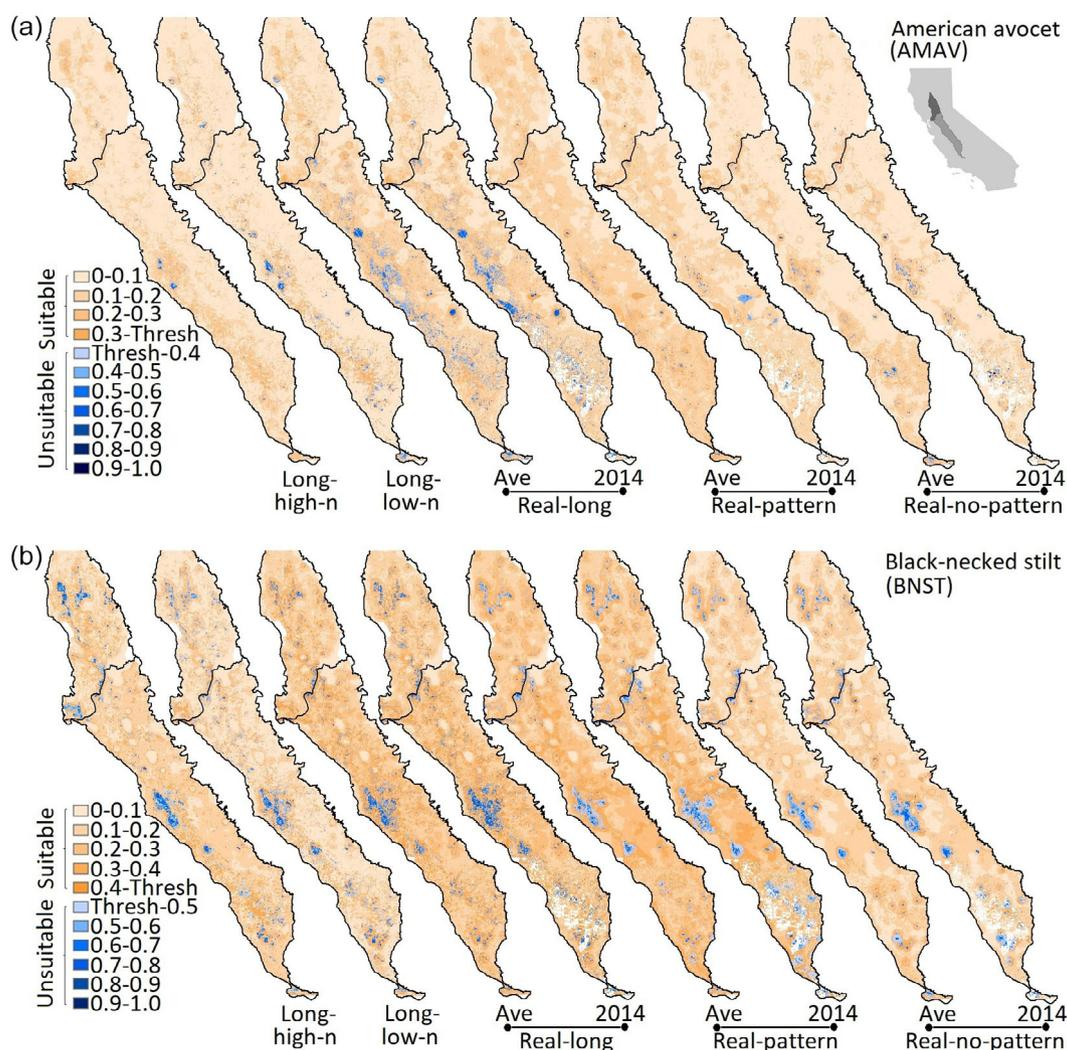 (a)
American avocet
(AMAV)
Suitable
0-0.1
0.1-0.2
0.2-0.3
0.3-Thresh
Unsuitable
Thresh-0.4
0.4-0.5
0.5-0.6
0.6-0.7
0.7-0.8
0.8-0.9
0.9-1.0
Long-
high-n
Long-
low-n
Ave
2014
Real-long
Ave
2014
Real-pattern
Ave
2014
Real-no-pattern
(b)
Black-necked stilt
(BNST)
Suitable
0-0.1
0.1-0.2
0.2-0.3
0.3-0.4
0.4-Thresh
Unsuitable
Thresh-0.5
0.5-0.6
0.6-0.7
0.7-0.8
0.8-0.9
0.9-1.0
Long-
high-n
Long-
low-n
Ave
2014
Real-long
Ave
2014
Real-pattern
Ave
2014
Real-no-pattern